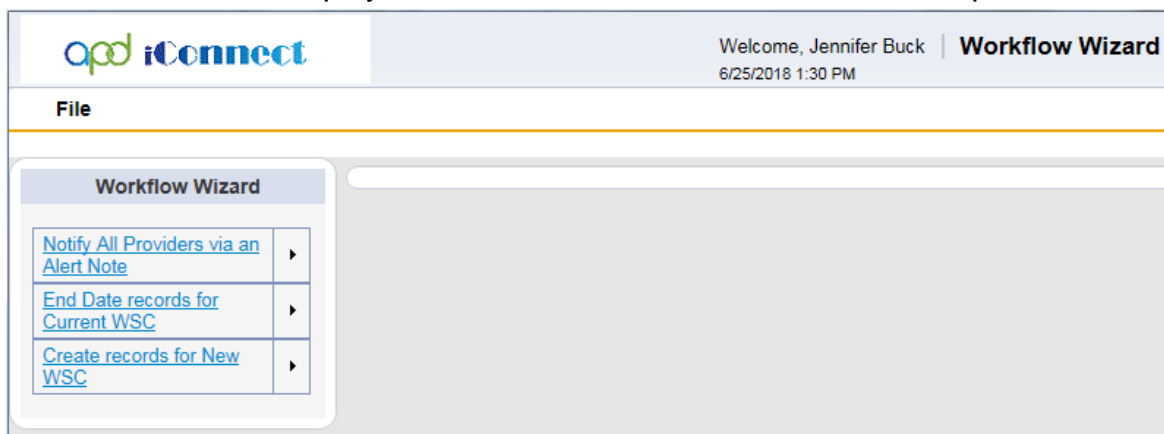 apd iConnect
Welcome, Jennifer Buck | Workflow Wizard
6/25/2018 1:30 PM
File
Workflow Wizard
Notify All Providers via an
Alert Note
End Date records for
Current WSC
Create records for New
WSC